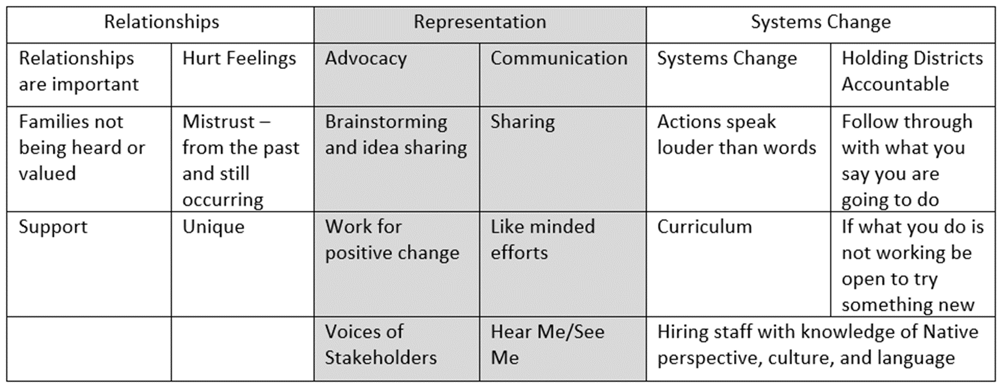 Relationships
Representation
Systems Change
Relationships
are important
Hurt Feelings
Advocacy
Communication
Systems Change
Holding Districts
Accountable
Families not
being heard or
valued
Mistrust –
from the past
and still
occurring
Brainstorming
and idea sharing
Sharing
Actions speak
louder than words
Follow through
with what you
say you are
going to do
Support
Unique
Work for
positive change
Like minded
efforts
Curriculum
If what you do is
not working be
open to try
something new
Voices of
Stakeholders
Hear Me/See
Me
Hiring staff with knowledge of Native
perspective, culture, and language